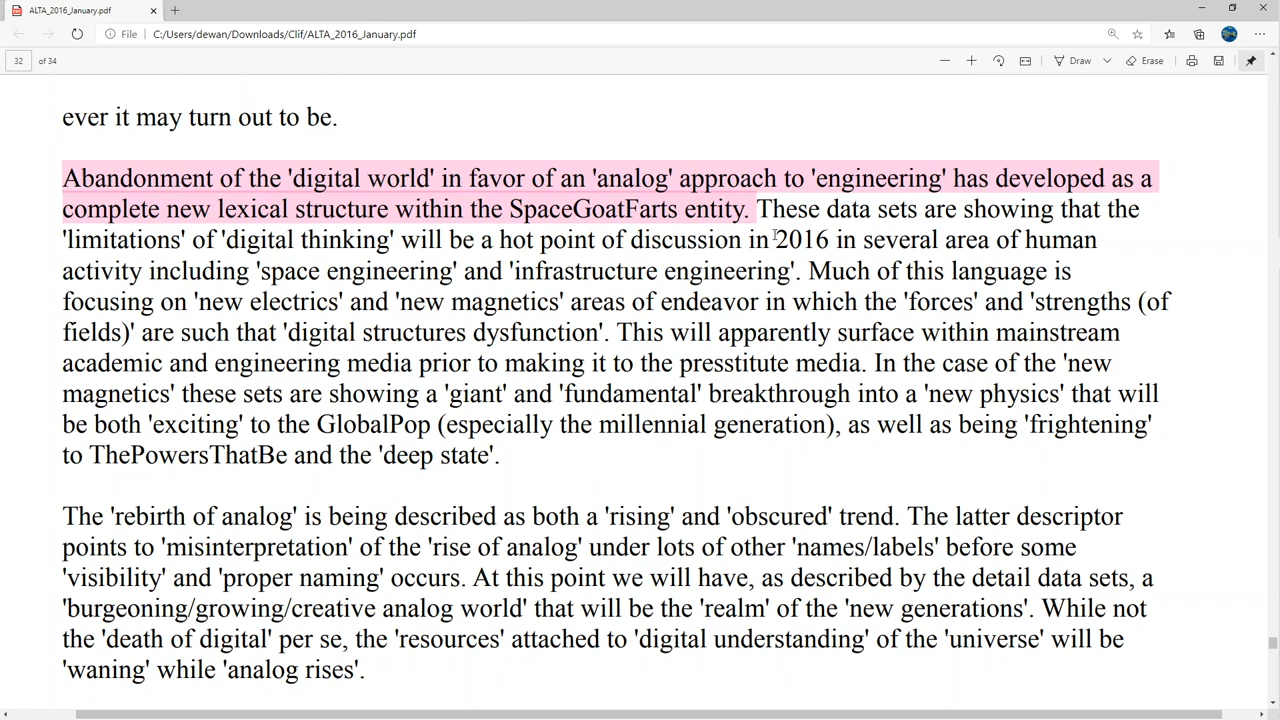 ALTA_2016_January.pdf
File C:/Users/dewan/Downloads/Clif/ALTA_2016_January.pdf
32 of 34 Draw Erase
ever it may turn out to be.
Abandonment of the 'digital world' in favor of an 'analog' approach to 'engineering' has developed as a
complete new lexical structure within the SpaceGoatFarts entity. These data sets are showing that the
'limitations' of 'digital thinking' will be a hot point of discussion in 2016 in several area of human
activity including 'space engineering' and 'infrastructure engineering'. Much of this language is
focusing on 'new electrics' and 'new magnetics' areas of endeavor in which the 'forces' and 'strengths (of
fields)' are such that 'digital structures dysfunction'. This will apparently surface within mainstream
academic and engineering media prior to making it to the presstitute media. In the case of the 'new
magnetics' these sets are showing a 'giant' and 'fundamental' breakthrough into a 'new physics' that will
be both 'exciting' to the GlobalPop (especially the millennial generation), as well as being 'frightening'
to ThePowersThatBe and the 'deep state'.
The 'rebirth of analog' is being described as both a 'rising' and 'obscured' trend. The latter descriptor
points to 'misinterpretation' of the 'rise of analog' under lots of other 'names/labels' before some
'visibility' and 'proper naming' occurs. At this point we will have, as described by the detail data sets, a
'burgeoning/growing/creative analog world' that will be the 'realm' of the 'new generations'. While not
the 'death of digital' per se, the 'resources' attached to 'digital understanding' of the 'universe' will be
'waning' while 'analog rises'.